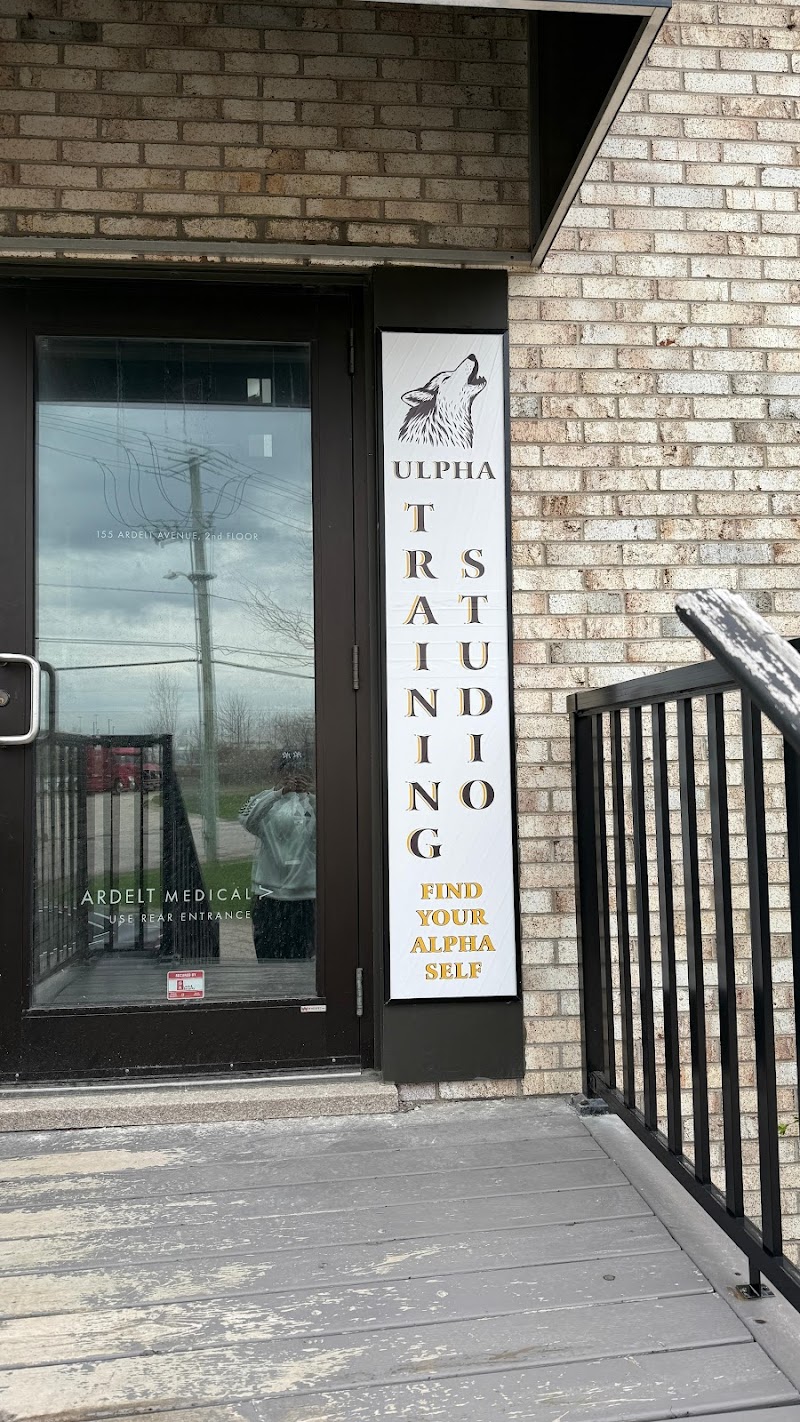 155 ARDELT AVENUE, 2nd FLOOR
ARDELT MEDICAL
USE REAR ENTRANCE
ULPHA
TRAINING
STUDIO
FIND
YOUR
ALPHA
SELF